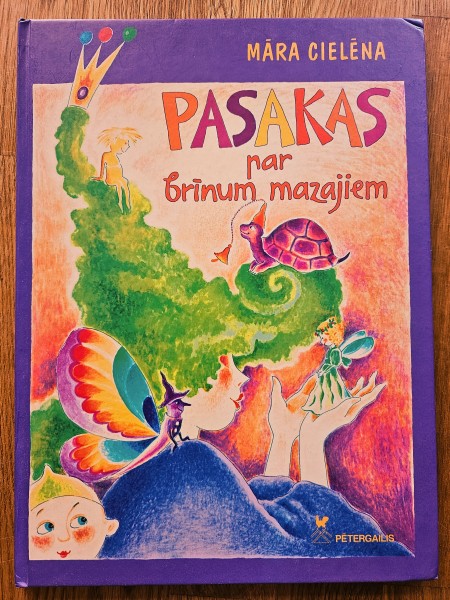 MĀRA CIELĒNA
PASAKAS
par
brīnum mazajiem
PĒTERGAILIS